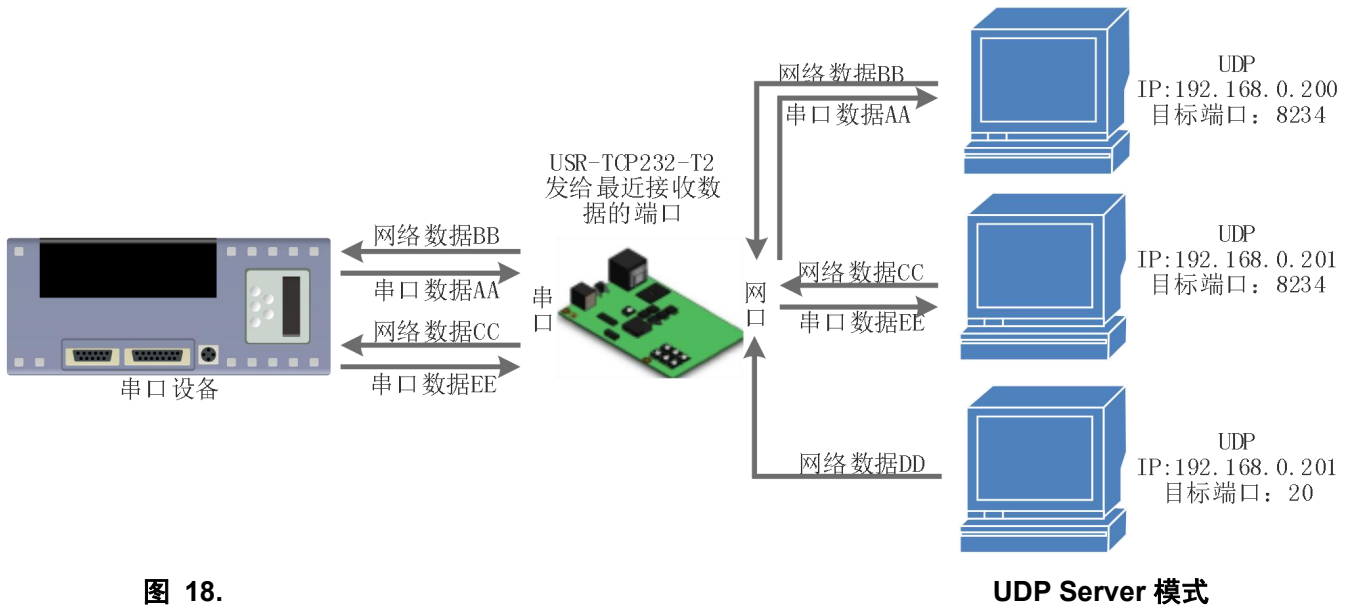 网络数据BB
串口数据AA
UDP
IP:192.168.0.200
目标端口：8234
USR-TCP232-T2
发给最近接收数
据的端口
网络数据BB
串口数据AA
网络数据CC
串口数据EE
串口设备
串口
网口
网络数据CC
串口数据EE
UDP
IP:192.168.0.201
目标端口：8234
网络数据DD
UDP
IP:192.168.0.201
目标端口：20
图 18.
UDP Server 模式